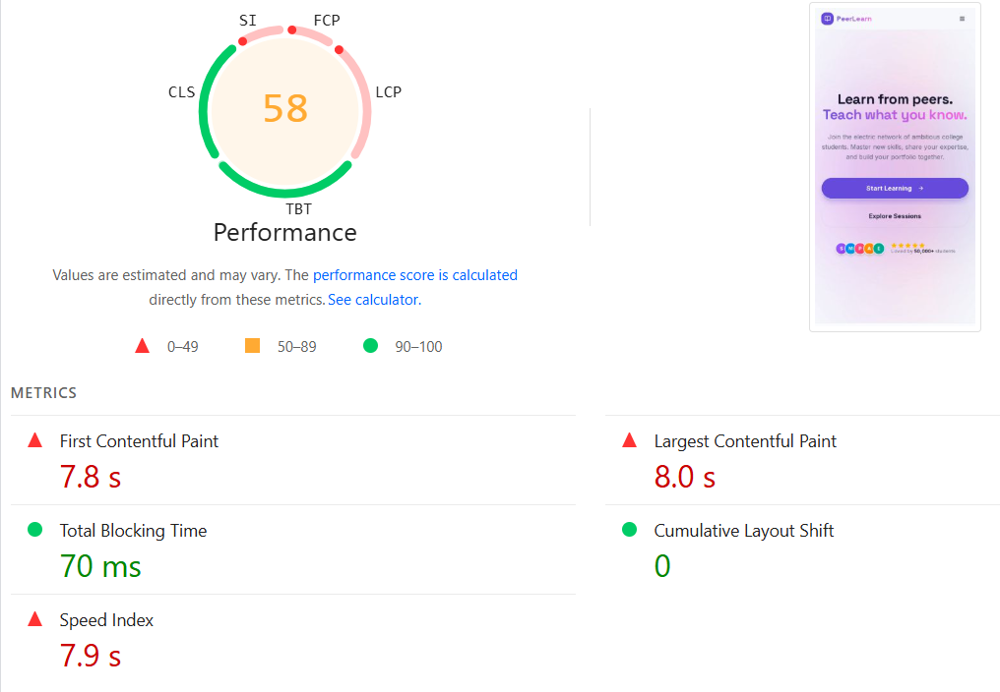 SI
FCP
CLS
LCP
58
TBT
Performance
Values are estimated and may vary. The performance score is calculated
directly from these metrics. See calculator.
0–49
50–89
90–100
PeerLearn
Learn from peers.
Teach what you know.
Join the electric network of ambitious college
students. Master new skills, share your expertise,
and build your portfolio together.
Start Learning →
Explore Sessions
Loved by 50,000+ students
METRICS
First Contentful Paint
7.8 s
Largest Contentful Paint
8.0 s
Total Blocking Time
70 ms
Cumulative Layout Shift
0
Speed Index
7.9 s